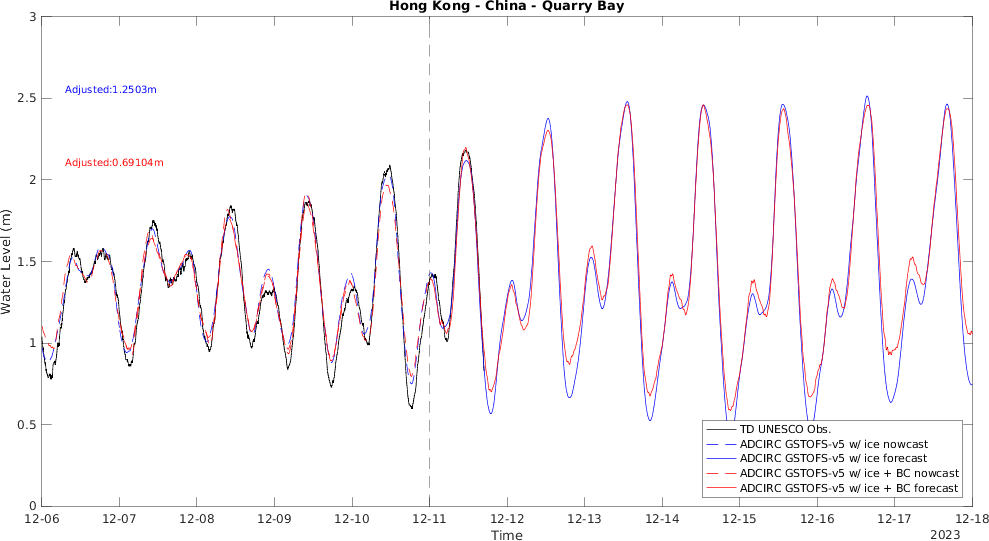 Hong Kong - China - Quarry Bay
3
2.5
2
1.5
1
0.5
0
Water Level (m)
Adjusted:1.2503m
Adjusted:0.69104m
TD UNESCO Obs.
ADCIRC GSTOFS-v5 w/ ice nowcast
ADCIRC GSTOFS-v5 w/ ice forecast
ADCIRC GSTOFS-v5 w/ ice + BC nowcast
ADCIRC GSTOFS-v5 w/ ice + BC forecast
12-06 12-07 12-08 12-09 12-10 12-11 12-12 12-13 12-14 12-15 12-16 12-17 12-18
Time
2023